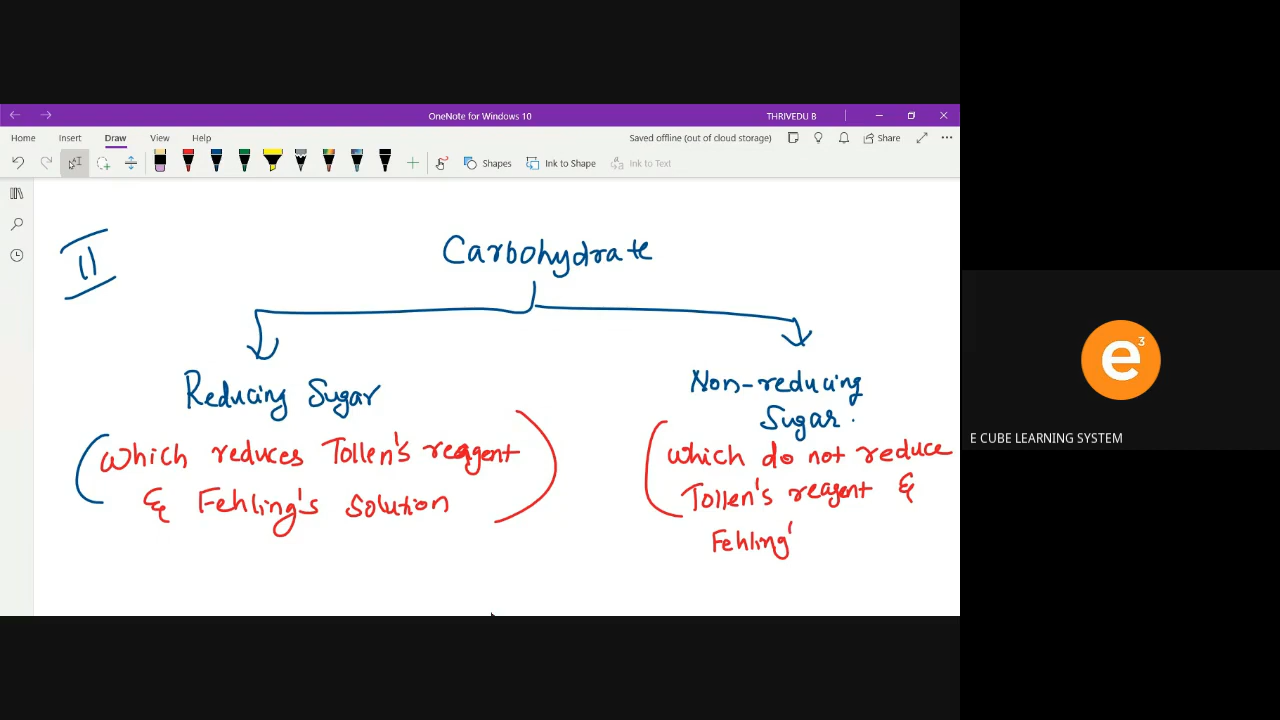 OneNote for Windows 10
THRIVEDU B
Home Insert Draw View Help
Saved offline (out of cloud storage)
Share
Shapes
Ink to Shape
Ink to Text
II
Carbohydrate
Reducing Sugar
(which reduces Tollen's reagent
& Fehling's solution)
Non-reducing
Sugar.
(which do not reduce
Tollen's reagent &
Fehling'
e3
E CUBE LEARNING SYSTEM